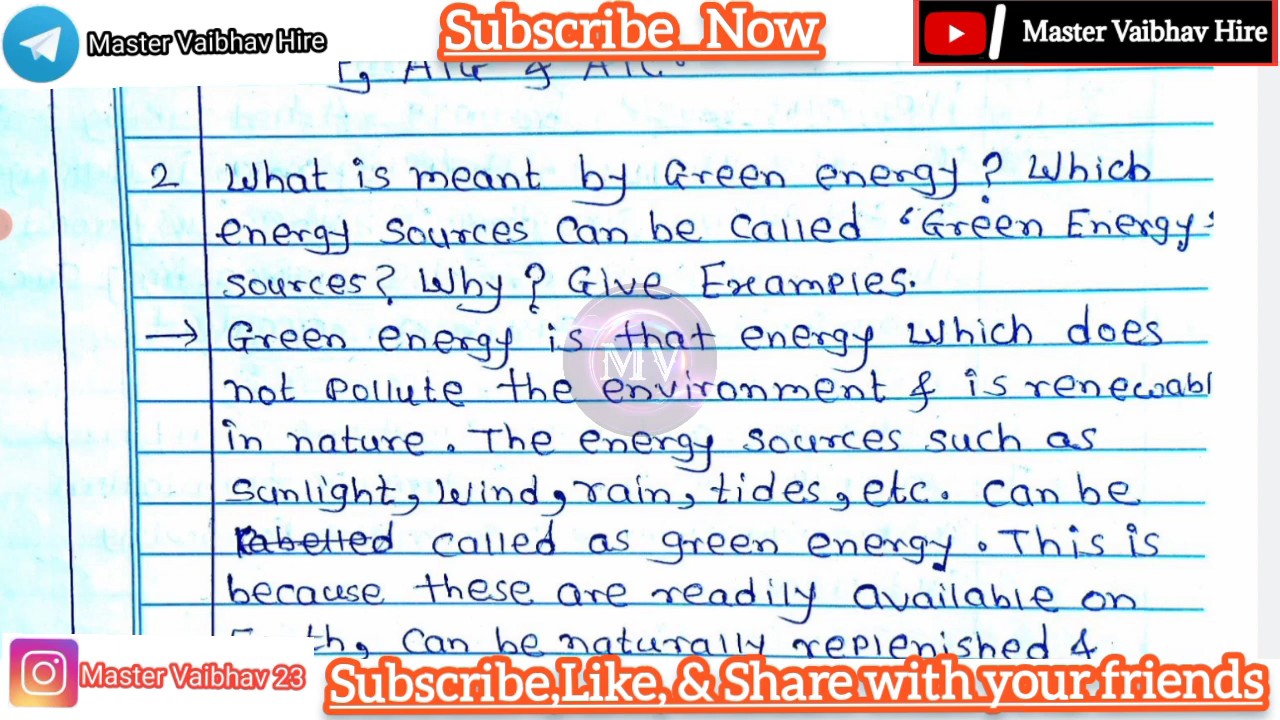 Master Vaibhav Hire
Subscribe Now
Master Vaibhav Hire
2 What is meant by Green energy? Which
energy sources can be called 'Green Energy'
sources? Why? Give Examples.
→ Green energy is that energy which does
not pollute the environment & is renewabl
in nature. The energy sources such as
sunlight, wind, rain, tides, etc. can be
labelled called as green energy. This is
because these are readily available on
can be naturally replenished &
MV
Master Vaibhav 23
Subscribe,Like, & Share with your friends